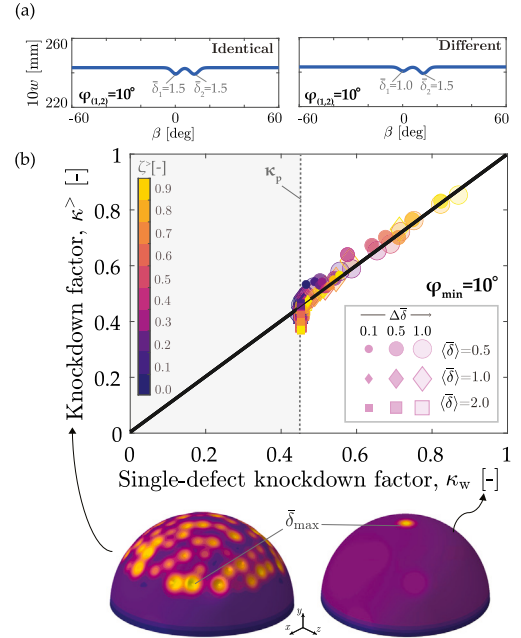 (a)
260
220
10w [mm]
Identical
δ̄₁=1.5 δ̄₂=1.5
φ(1,2)=10°
-60 60
β [deg]
Different
δ̄₁=1.0 δ̄₂=1.5
φ(1,2)=10°
-60 60
β [deg]
(b)
Knockdown factor, κ> [-]
1
0.8
0.6
0.4
0.2
0
ζ>[-]
0.9
0.8
0.7
0.6
0.5
0.4
0.3
0.2
0.1
0.0
κp
φmin=10°
— Δδ̄ →
0.1 0.5 1.0
⟨δ̄⟩=0.5
⟨δ̄⟩=1.0
⟨δ̄⟩=2.0
0 0.2 0.4 0.6 0.8 1
Single-defect knockdown factor, κw [-]
δ̄max
y
x z